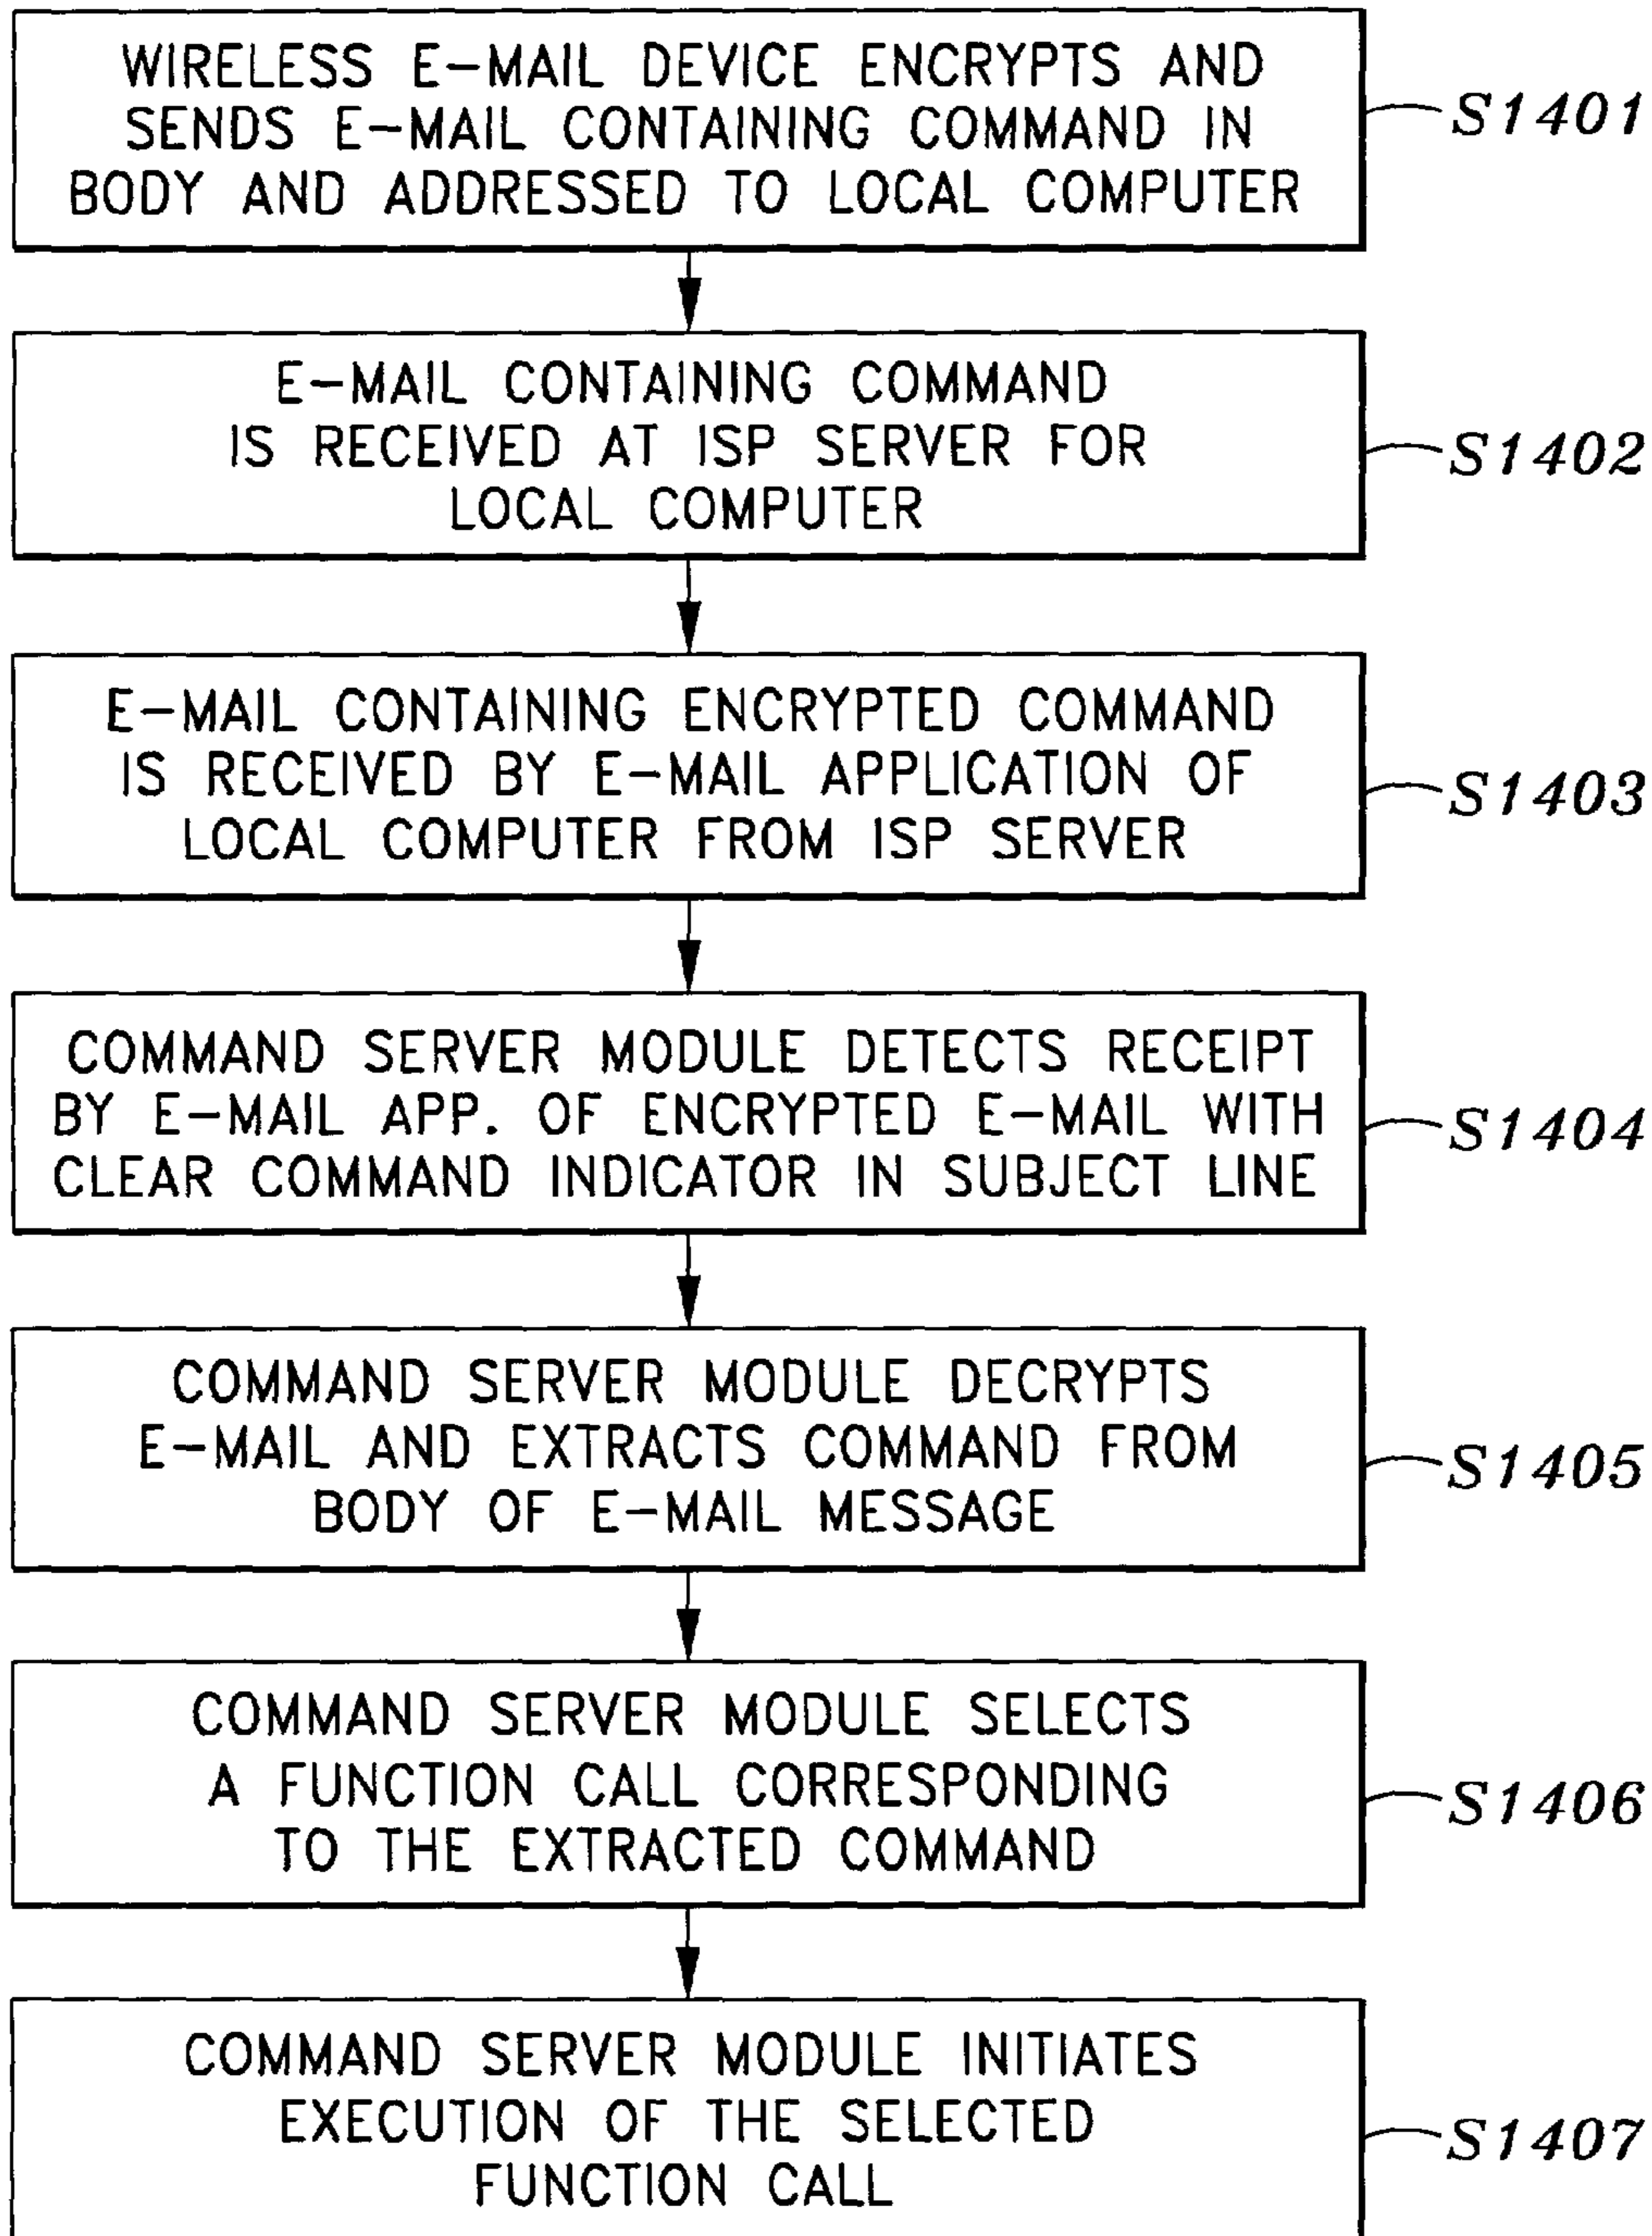 WIRELESS E-MAIL DEVICE ENCRYPTS AND
SENDS E-MAIL CONTAINING COMMAND IN
BODY AND ADDRESSED TO LOCAL COMPUTER
S1401
E-MAIL CONTAINING COMMAND
IS RECEIVED AT ISP SERVER FOR
LOCAL COMPUTER
S1402
E-MAIL CONTAINING ENCRYPTED COMMAND
IS RECEIVED BY E-MAIL APPLICATION OF
LOCAL COMPUTER FROM ISP SERVER
S1403
COMMAND SERVER MODULE DETECTS RECEIPT
BY E-MAIL APP. OF ENCRYPTED E-MAIL WITH
CLEAR COMMAND INDICATOR IN SUBJECT LINE
S1404
COMMAND SERVER MODULE DECRYPTS
E-MAIL AND EXTRACTS COMMAND FROM
BODY OF E-MAIL MESSAGE
S1405
COMMAND SERVER MODULE SELECTS
A FUNCTION CALL CORRESPONDING
TO THE EXTRACTED COMMAND
S1406
COMMAND SERVER MODULE INITIATES
EXECUTION OF THE SELECTED
FUNCTION CALL
S1407